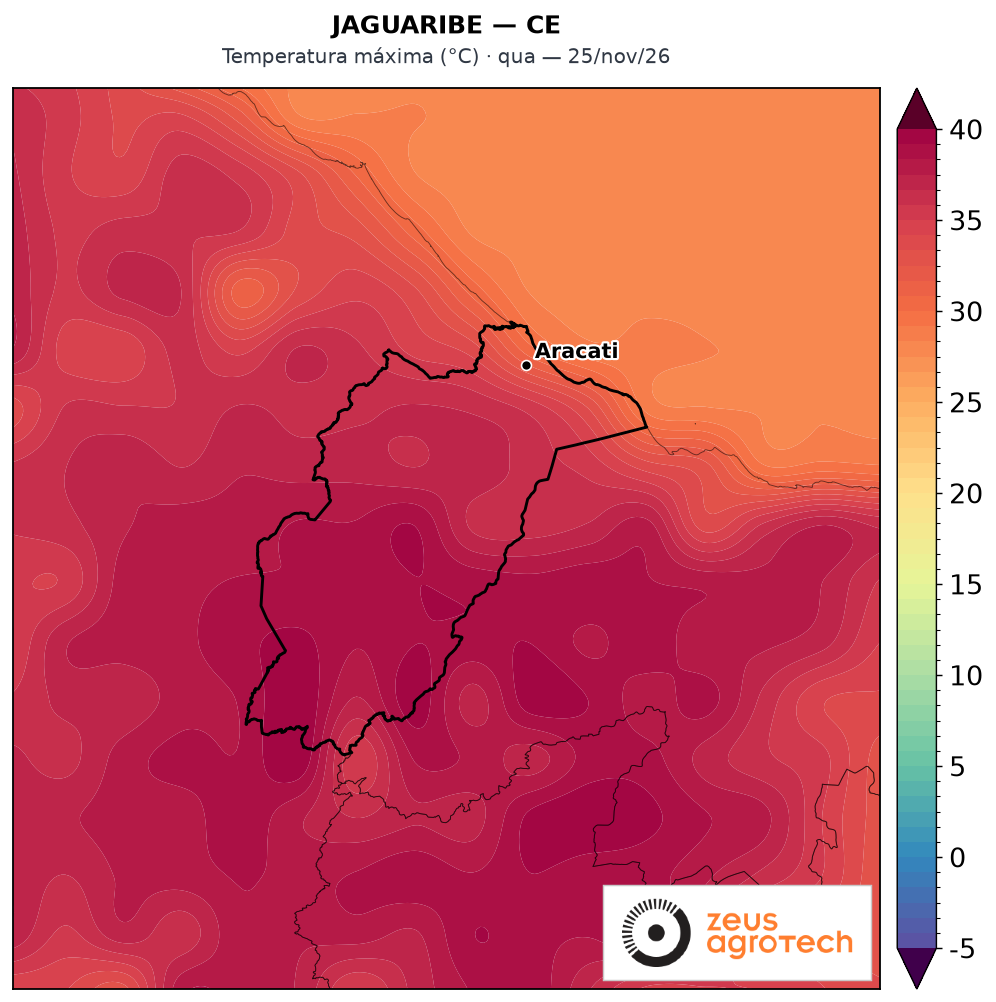 JAGUARIBE — CE
Temperatura máxima (°C) · qua — 25/nov/26
Aracati
40
35
30
25
20
15
10
5
0
-5
zeus
agrotech